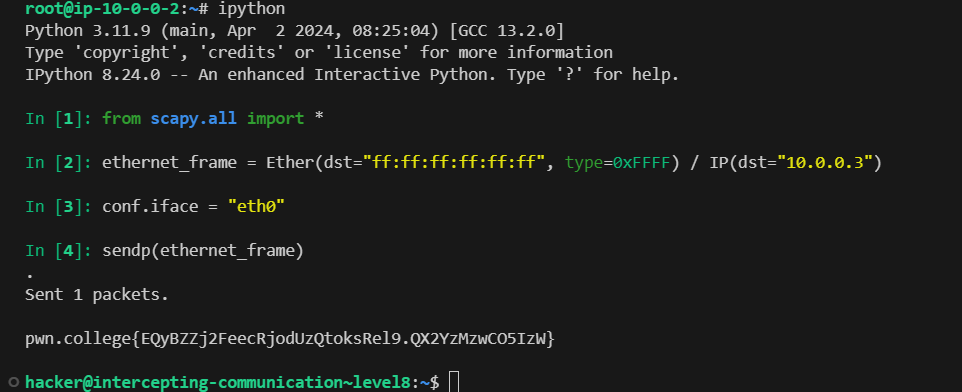 root@ip-10-0-0-2:~# ipython
Python 3.11.9 (main, Apr  2 2024, 08:25:04) [GCC 13.2.0]
Type 'copyright', 'credits' or 'license' for more information
IPython 8.24.0 -- An enhanced Interactive Python. Type '?' for help.
In [1]: from scapy.all import *
In [2]: ethernet_frame = Ether(dst="ff:ff:ff:ff:ff:ff", type=0xFFFF) / IP(dst="10.0.0.3")
In [3]: conf.iface = "eth0"
In [4]: sendp(ethernet_frame)
.
Sent 1 packets.
pwn.college{EQyBZZj2FeecRjodUzQtoksRel9.QX2YzMzwCO5IzW}
hacker@intercepting-communication~level8:~$